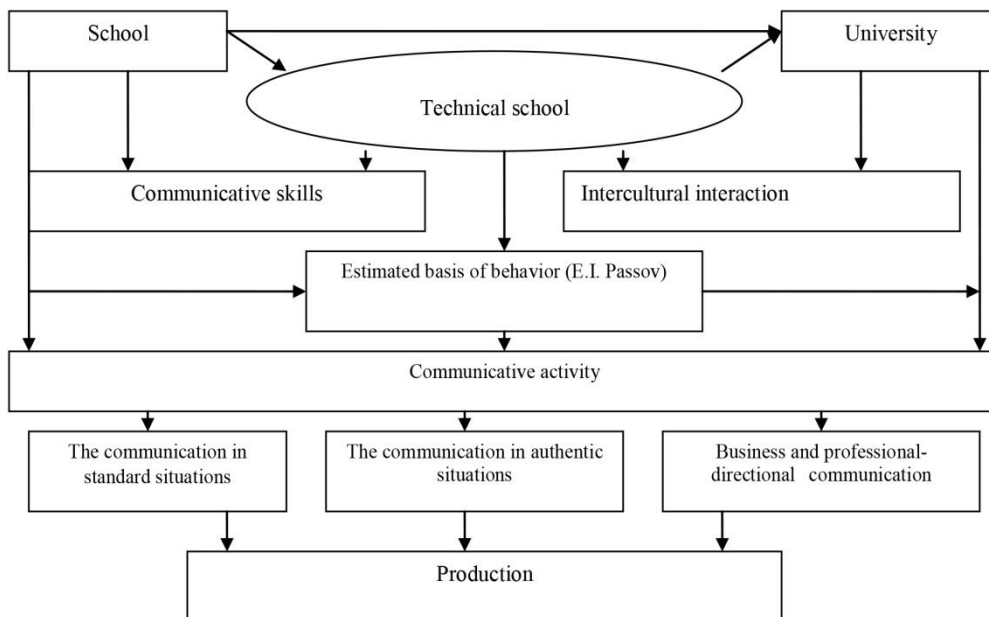 School
University
Technical school
Communicative skills
Intercultural interaction
Estimated basis of behavior (E.I. Passov)
Communicative activity
The communication in
standard situations
The communication in authentic
situations
Business and professional-
directional communication
Production